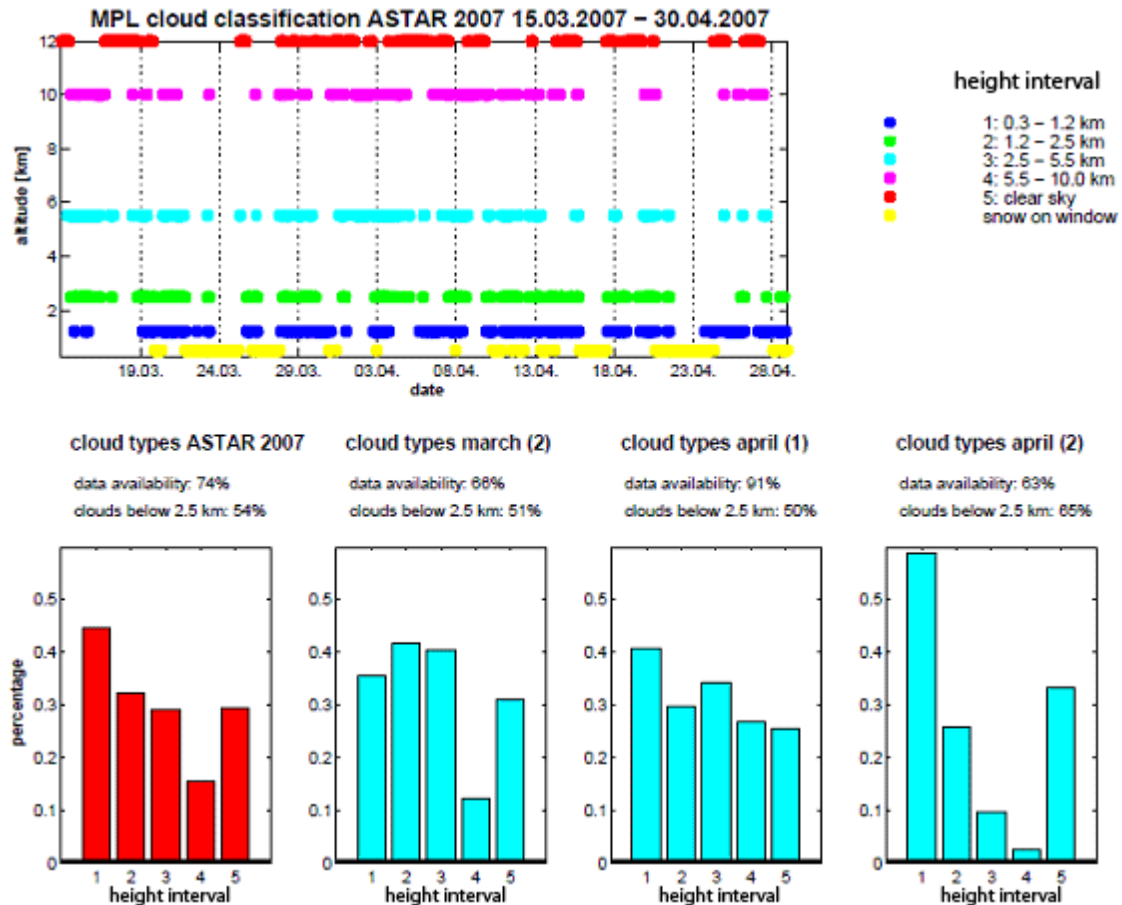 MPL cloud classification ASTAR 2007 15.03.2007 – 30.04.2007
12
10
8
6
4
2
altitude [km]
19.03. 24.03. 29.03. 03.04. 08.04. 13.04. 18.04. 23.04. 28.04.
date
height interval
1: 0.3 – 1.2 km
2: 1.2 – 2.5 km
3: 2.5 – 5.5 km
4: 5.5 – 10.0 km
5: clear sky
snow on window
cloud types ASTAR 2007
data availability: 74%
clouds below 2.5 km: 54%
0.5
0.4
0.3
0.2
0.1
0
percentage
1 2 3 4 5
height interval
cloud types march (2)
data availability: 66%
clouds below 2.5 km: 51%
0.5
0.4
0.3
0.2
0.1
0
1 2 3 4 5
height interval
cloud types april (1)
data availability: 91%
clouds below 2.5 km: 50%
0.5
0.4
0.3
0.2
0.1
0
1 2 3 4 5
height interval
cloud types april (2)
data availability: 63%
clouds below 2.5 km: 65%
0.5
0.4
0.3
0.2
0.1
0
1 2 3 4 5
height interval